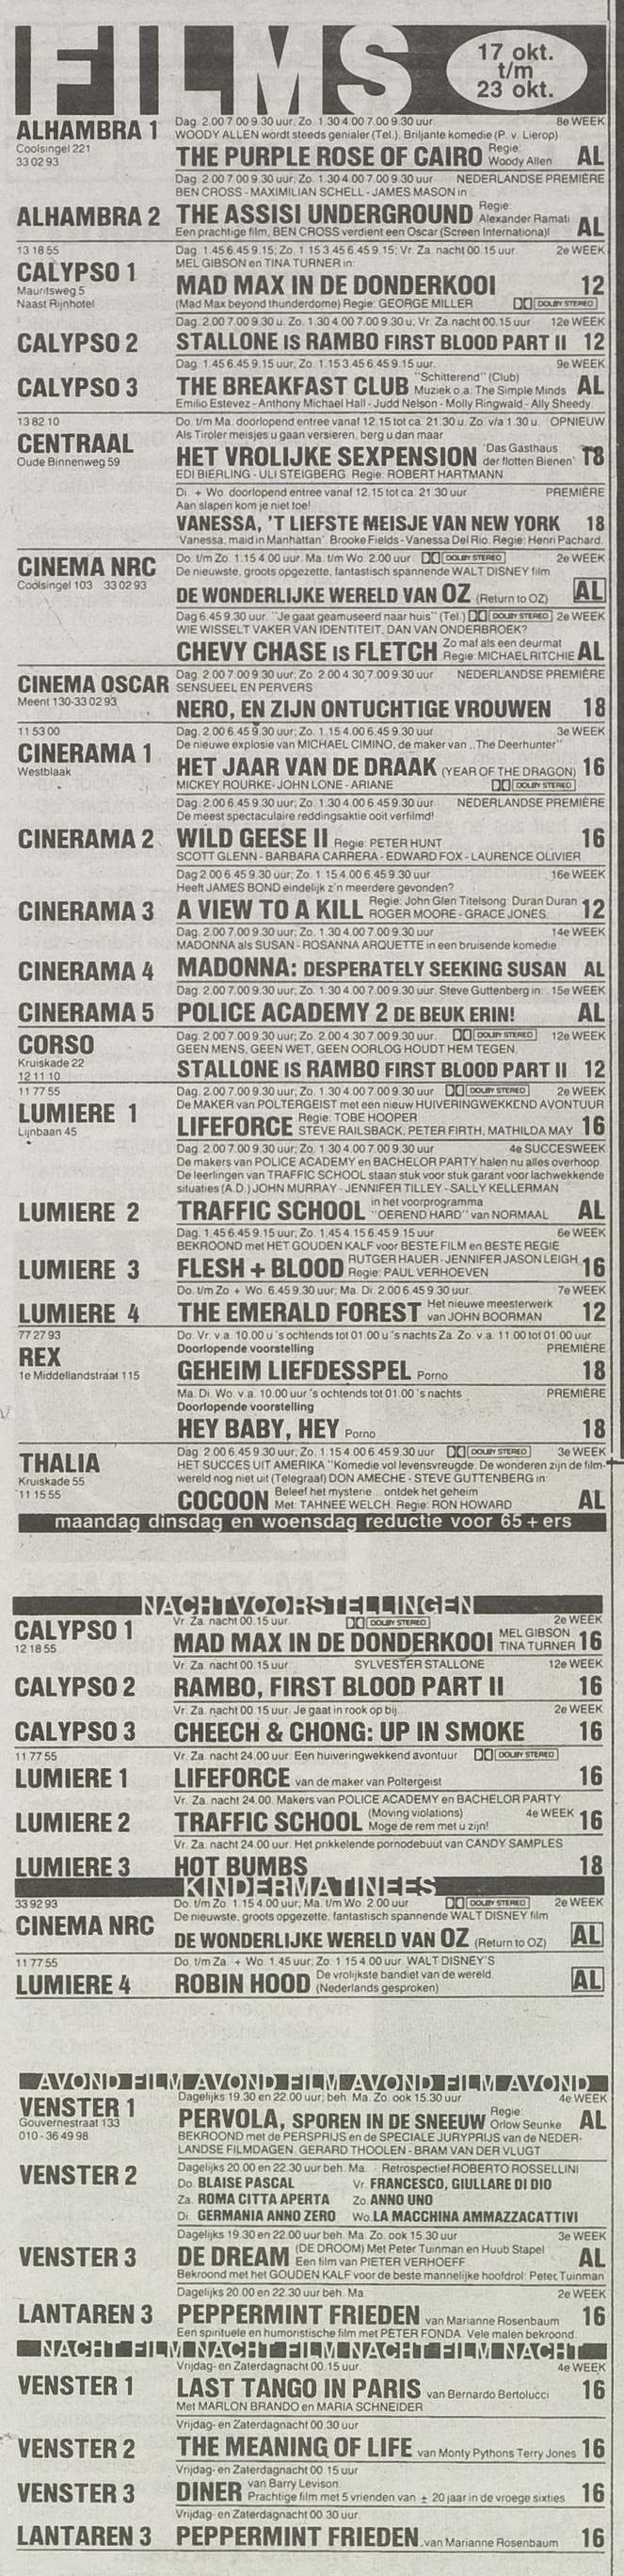 FILMS
17 okt.
t/m
23 okt.
ALHAMBRA 1
Coolsingel 221
33 02 93
Dag. 2.00 7.00 9.30 uur; Zo. 1.30 4.00 7.00 9.30 uur. 8e WEEK
WOODY ALLEN wordt steeds genialer (Tel.), Briljante komedie (P. v. Lierop)
THE PURPLE ROSE OF CAIRO Regie: Woody Allen AL
Dag. 2.00 7.00 9.30 uur; Zo. 1.30 4.00 7.00 9.30 uur NEDERLANDSE PREMIÈRE
BEN CROSS - MAXIMILIAN SCHELL - JAMES MASON in ..
ALHAMBRA 2 THE ASSISI UNDERGROUND Regie: Alexander Ramati AL
Een prachtige film, BEN CROSS verdient een Oscar (Screen International)
13 18 55
CALYPSO 1
Mauritsweg 5
Naast Rijnhotel
Dag. 1.45 6.45 9.15; Zo. 1.15 3.45 6.45 9.15; Vr. Za. nacht 00.15 uur. 2e WEEK
MEL GIBSON en TINA TURNER in:
MAD MAX IN DE DONDERKOOI 12
(Mad Max beyond thunderdome) Regie: GEORGE MILLER DOLBY STEREO
Dag. 2.00 7.00 9.30 u. Zo. 1.30 4.00 7.00 9.30 u; Vr. Za. nacht 00.15 uur 12e WEEK
CALYPSO 2 STALLONE IS RAMBO FIRST BLOOD PART II 12
Dag. 1.45 6.45 9.15 uur; Zo. 1.15 3.45 6.45 9.15 uur. 9e WEEK
CALYPSO 3 THE BREAKFAST CLUB "Schitterend" (Club) Muziek o.a. The Simple Minds AL
Emilio Estevez - Anthony Michael Hall - Judd Nelson - Molly Ringwald - Ally Sheedy.
13 82 10
CENTRAAL
Oude Binnenweg 59
Do. t/m Ma. doorlopend entree vanaf 12.15 tot ca. 21.30 u. Zo. v/a 1.30 u. OPNIEUW
Als Tiroler meisjes u gaan versieren, berg u dan maar
HET VROLIJKE SEXPENSION 'Das Gasthaus der flotten Bienen' 18
EDI BIERLING - ULI STEIGBERG. Regie: ROBERT HARTMANN
Di. + Wo. doorlopend entree vanaf 12.15 tot ca. 21.30 uur PREMIÈRE
Aan slapen kom je niet toe!
VANESSA, 'T LIEFSTE MEISJE VAN NEW YORK 18
'Vanessa, maid in Manhattan'. Brooke Fields - Vanessa Del Rio. Regie: Henri Pachard.
CINEMA NRC
Coolsingel 103 33 02 93
Do. t/m Zo. 1.15 4.00 uur. Ma. t/m Wo. 2.00 uur DOLBY STEREO 2e WEEK
De nieuwste, groots opgezette, fantastisch spannende WALT DISNEY film
DE WONDERLIJKE WERELD VAN OZ (Return to OZ) AL
Dag 6.45 9.30 uur. "Je gaat geamuseerd naar huis" (Tel.) DOLBY STEREO 2e WEEK
WIE WISSELT VAKER VAN IDENTITEIT, DAN VAN ONDERBROEK?
CHEVY CHASE IS FLETCH Zo maf als een deurmat Regie: MICHAEL RITCHIE AL
CINEMA OSCAR
Meent 130-33 02 93
Dag. 2.00 7.00 9.30 uur; Zo. 2.00 4.30 7.00 9.30 uur NEDERLANDSE PREMIÈRE
SENSUEEL EN PERVERS
NERO, EN ZIJN ONTUCHTIGE VROUWEN 18
11 53 00
CINERAMA 1
Westblaak
Dag. 2.00 6.45 9.30 uur; Zo. 1.15 4.00 6.45 9.30 uur 3e WEEK
De nieuwe explosie van MICHAEL CIMINO, de maker van ,,The Deerhunter"
HET JAAR VAN DE DRAAK (YEAR OF THE DRAGON) 16
MICKEY ROURKE-JOHN LONE - ARIANE DOLBY STEREO
Dag. 2.00 6.45 9.30 uur; Zo. 1.30 4.00 6.45 9.30 uur NEDERLANDSE PREMIÈRE
De meest spectaculaire reddingsaktie ooit verfilmd!
CINERAMA 2 WILD GEESE II Regie: PETER HUNT 16
SCOTT GLENN - BARBARA CARRERA - EDWARD FOX - LAURENCE OLIVIER
Dag 2.00 6.45 9.30 uur; Zo. 1.15 4.00 6.45 9.30 uur 16e WEEK
Heeft JAMES BOND eindelijk z'n meerdere gevonden?
CINERAMA 3 A VIEW TO A KILL Regie: John Glen Titelsong: Duran Duran ROGER MOORE - GRACE JONES. 12
Dag. 2.00 7.00 9.30 uur; Zo. 1.30 4.00 7.00 9.30 uur 14e WEEK
MADONNA als SUSAN - ROSANNA ARQUETTE in een bruisende komedie
CINERAMA 4 MADONNA: DESPERATELY SEEKING SUSAN AL
Dag. 2.00 7.00 9.30 uur; Zo. 1.30 4.00 7.00 9.30 uur. Steve Guttenberg in: 15e WEEK
CINERAMA 5 POLICE ACADEMY 2 DE BEUK ERIN! AL
CORSO
Kruiskade 22
12 11 10
Dag. 2.00 7.00 9.30 uur; Zo. 2.00 4.30 7.00 9.30 uur. DOLBY STEREO 12e WEEK
GEEN MENS, GEEN WET, GEEN OORLOG HOUDT HEM TEGEN.
STALLONE IS RAMBO FIRST BLOOD PART II 12
11 77 55
LUMIERE 1
Lijnbaan 45
Dag. 2.00 7.00 9.30 uur; Zo. 1.30 4.00 7.00 9.30 uur DOLBY STEREO 2e WEEK
De MAKER van POLTERGEIST met een nieuw HUIVERINGWEKKEND AVONTUUR
LIFEFORCE Regie: TOBE HOOPER STEVE RAILSBACK, PETER FIRTH, MATHILDA MAY 16
Dag. 2.00 7.00 9.30 uur; Zo. 1.30 4.00 7.00 9.30 uur 4e SUCCESWEEK
De makers van POLICE ACADEMY en BACHELOR PARTY halen nu alles overhoop.
De leerlingen van TRAFFIC SCHOOL staan stuk voor stuk garant voor lachwekkende
situaties (A.D.) JOHN MURRAY - JENNIFER TILLEY - SALLY KELLERMAN
LUMIERE 2 TRAFFIC SCHOOL in het voorprogramma "OEREND HARD" van NORMAAL AL
Dag. 1.45 6.45 9.15 uur; Zo. 1.45 4.15 6.45 9.15 uur 6e WEEK
BEKROOND met HET GOUDEN KALF voor BESTE FILM en BESTE REGIE
LUMIERE 3 FLESH + BLOOD RUTGER HAUER - JENNIFER JASON LEIGH Regie: PAUL VERHOEVEN 16
Do. t/m Zo. + Wo. 6.45 9.30 uur; Ma. Di. 2.00 6.45 9.30 uur 7e WEEK
LUMIERE 4 THE EMERALD FOREST Het nieuwe meesterwerk van JOHN BOORMAN 12
77 27 93
REX
1e Middellandstraat 115
Do. Vr. v.a. 10.00 u 's ochtends tot 01.00 u 's nachts Za. Zo. v.a. 11.00 tot 01.00 uur
Doorlopende voorstelling PREMIÈRE
GEHEIM LIEFDESSPEL Porno 18
Ma. Di. Wo. v.a. 10.00 uur 's ochtends tot 01.00 's nachts PREMIÈRE
Doorlopende voorstelling
HEY BABY, HEY Porno 18
THALIA
Kruiskade 55
11 15 55
Dag. 2.00 6.45 9.30 uur; Zo. 1.15 4.00 6.45 9.30 uur DOLBY STEREO 3e WEEK
HET SUCCES UIT AMERIKA "Komedie vol levensvreugde. De wonderen zijn de film-
wereld nog niet uit (Telegraaf) DON AMECHE - STEVE GUTTENBERG in:
COCOON Beleef het mysterie... ontdek het geheim Met: TAHNEE WELCH. Regie: RON HOWARD AL
maandag dinsdag en woensdag reductie voor 65+ers
NACHTVOORSTELLINGEN
CALYPSO 1
12 18 55
Vr. Za. nacht 00.15 uur. DOLBY STEREO 2e WEEK
MAD MAX IN DE DONDERKOOI MEL GIBSON TINA TURNER 16
Vr. Za. nacht 00.15 uur. SYLVESTER STALLONE 12e WEEK
CALYPSO 2 RAMBO, FIRST BLOOD PART II 16
Vr. Za. nacht 00.15 uur. Je gaat in rook op bij... 2e WEEK
CALYPSO 3 CHEECH & CHONG: UP IN SMOKE 16
11 77 55
Vr. Za. nacht 24.00 uur. Een huiveringwekkend avontuur DOLBY STEREO
LUMIERE 1 LIFEFORCE van de maker van Poltergeist 16
Vr. Za. nacht 24.00. Makers van POLICE ACADEMY en BACHELOR PARTY
LUMIERE 2 TRAFFIC SCHOOL (Moving violations) 4e WEEK Moge de rem met u zijn! 16
Vr. Za. nacht 24.00 uur. Het prikkelende pornodebuut van CANDY SAMPLES
LUMIERE 3 HOT BUMBS 18
KINDERMATINEES
33 92 93
CINEMA NRC
Do. t/m Zo. 1.15 4.00 uur; Ma. t/m Wo. 2.00 uur DOLBY STEREO 2e WEEK
De nieuwste, groots opgezette, fantastisch spannende WALT DISNEY film
DE WONDERLIJKE WERELD VAN OZ (Return to OZ) AL
11 77 55
Do. t/m Za. + Wo. 1.45 uur; Zo. 1.15 4.00 uur. WALT DISNEY'S
LUMIERE 4 ROBIN HOOD De vrolijkste bandiet van de wereld. (Nederlands gesproken) AL
AVOND FILM AVOND FILM AVOND FILM AVOND
VENSTER 1
Gouvernestraat 133
010 - 36 49 98
Dagelijks 19.30 en 22.00 uur; beh. Ma. Zo. ook 15.30 uur 4e WEEK
PERVOLA, SPOREN IN DE SNEEUW Regie: Orlow Seunke AL
BEKROOND met de PERSPRIJS en de SPECIALE JURYPRIJS van de NEDER-
LANDSE FILMDAGEN. GERARD THOOLEN - BRAM VAN DER VLUGT
VENSTER 2
Dagelijks 20.00 en 22.30 uur beh. Ma. Retrospectief ROBERTO ROSSELLINI
Do. BLAISE PASCAL Vr. FRANCESCO, GIULLARE DI DIO
Za. ROMA CITTA APERTA Zo. ANNO UNO
Di. GERMANIA ANNO ZERO Wo. LA MACCHINA AMMAZZACATTIVI
Dagelijks 19.30 en 22.00 uur beh. Ma. Zo. ook 15.30 uur 3e WEEK
VENSTER 3 DE DREAM (DE DROOM) Met Peter Tuinman en Huub Stapel Een film van PIETER VERHOEFF AL
Bekroond met het GOUDEN KALF voor de beste mannelijke hoofdrol: Peter Tuinman
Dagelijks 20.00 en 22.30 uur beh. Ma. 2e WEEK
LANTAREN 3 PEPPERMINT FRIEDEN van Marianne Rosenbaum 16
Een spirituele en humoristische film met PETER FONDA. Vele malen bekroond
NACHT FILM NACHT FILM NACHT FILM NACHT
Vrijdag- en Zaterdagnacht 00.15 uur 4e WEEK
VENSTER 1 LAST TANGO IN PARIS van Bernardo Bertolucci 16
Met MARLON BRANDO en MARIA SCHNEIDER
Vrijdag- en Zaterdagnacht 00.30 uur
VENSTER 2 THE MEANING OF LIFE van Monty Pythons Terry Jones 16
Vrijdag- en Zaterdagnacht 00.15 uur
VENSTER 3 DINER van Barry Levison. Prachtige film met 5 vrienden van ± 20 jaar in de vroege sixties 16
Vrijdag- en Zaterdagnacht 00.30 uur.
LANTAREN 3 PEPPERMINT FRIEDEN van Marianne Rosenbaum 16